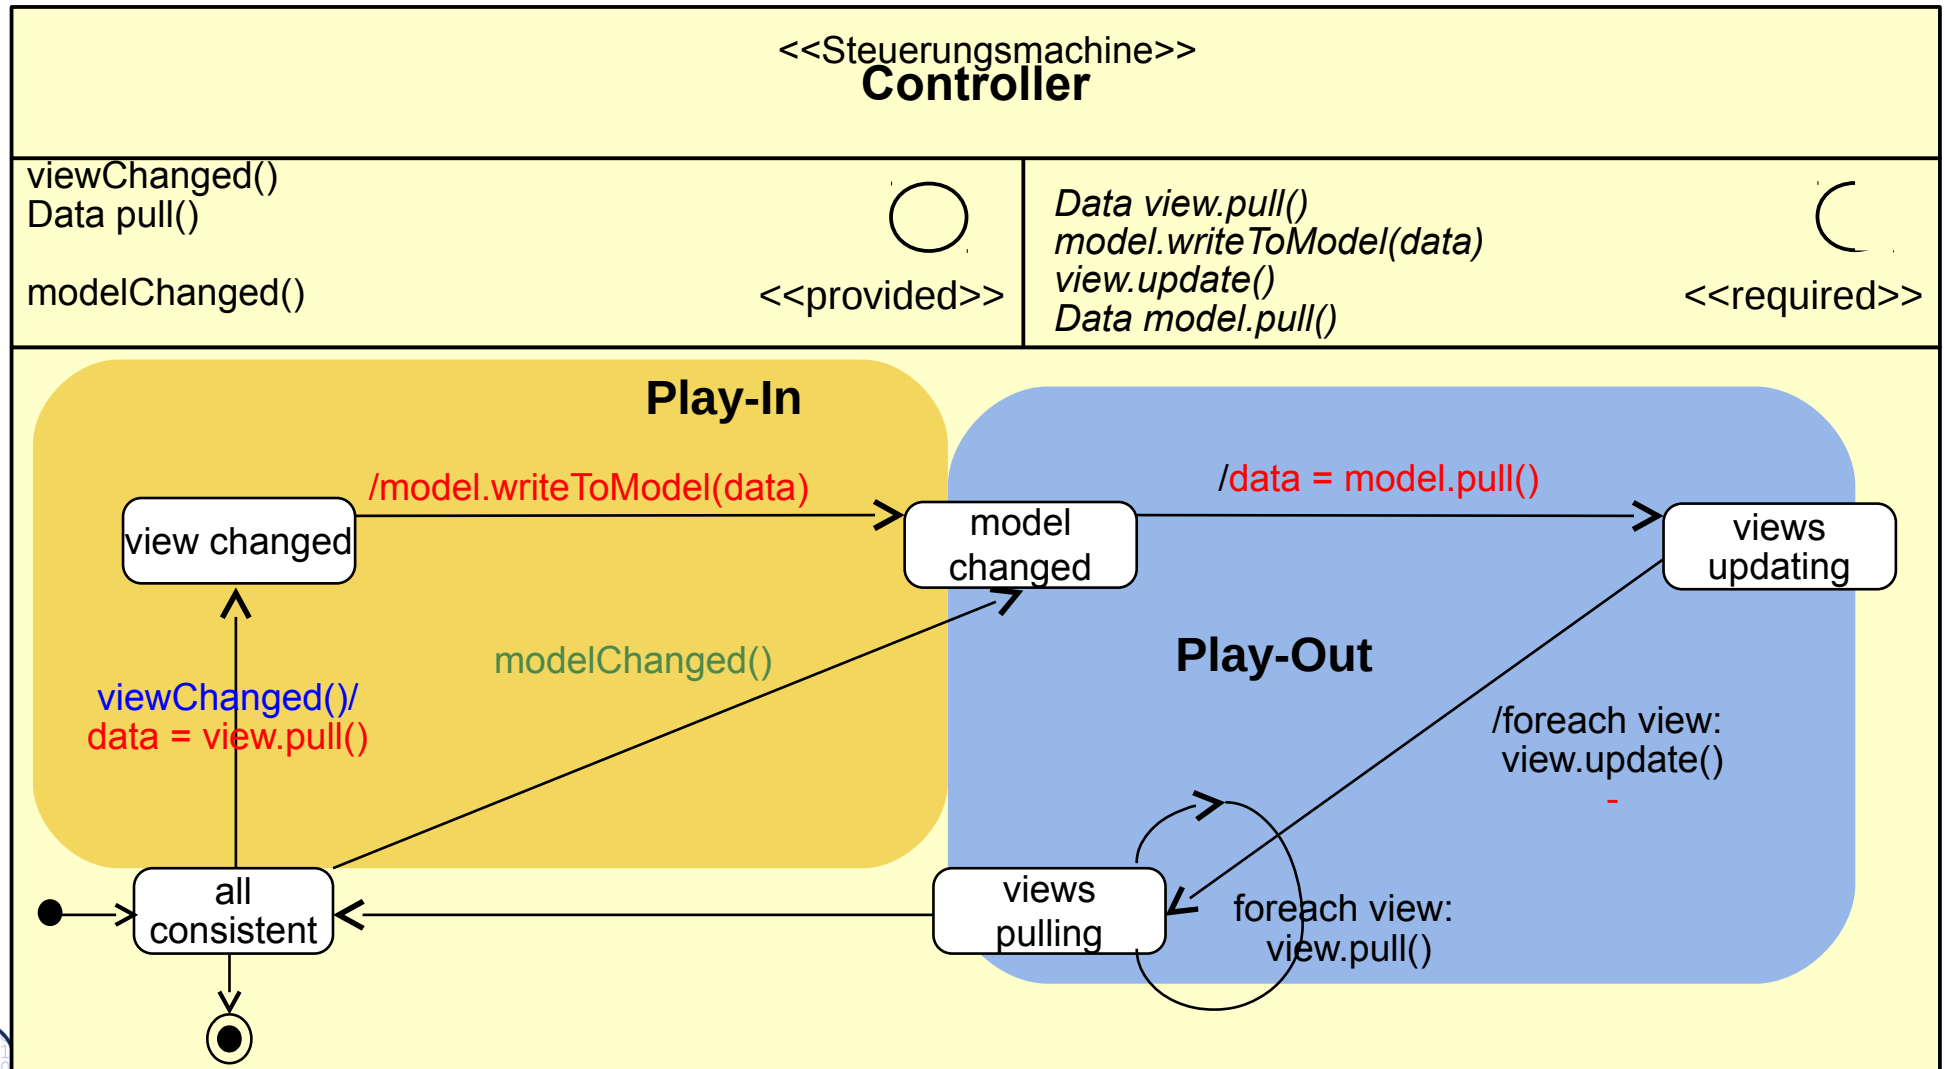 <<Steuerungsmachine>>
Controller
viewChanged()
Data pull()
modelChanged()
<<provided>>
Data view.pull()
model.writeToModel(data)
view.update()
Data model.pull()
<<required>>
Play-In
/model.writeToModel(data)
/data = model.pull()
view changed
model
changed
views
updating
modelChanged()
Play-Out
viewChanged()/
data = view.pull()
/foreach view:
view.update()
-
all
consistent
views
pulling
foreach view:
view.pull()